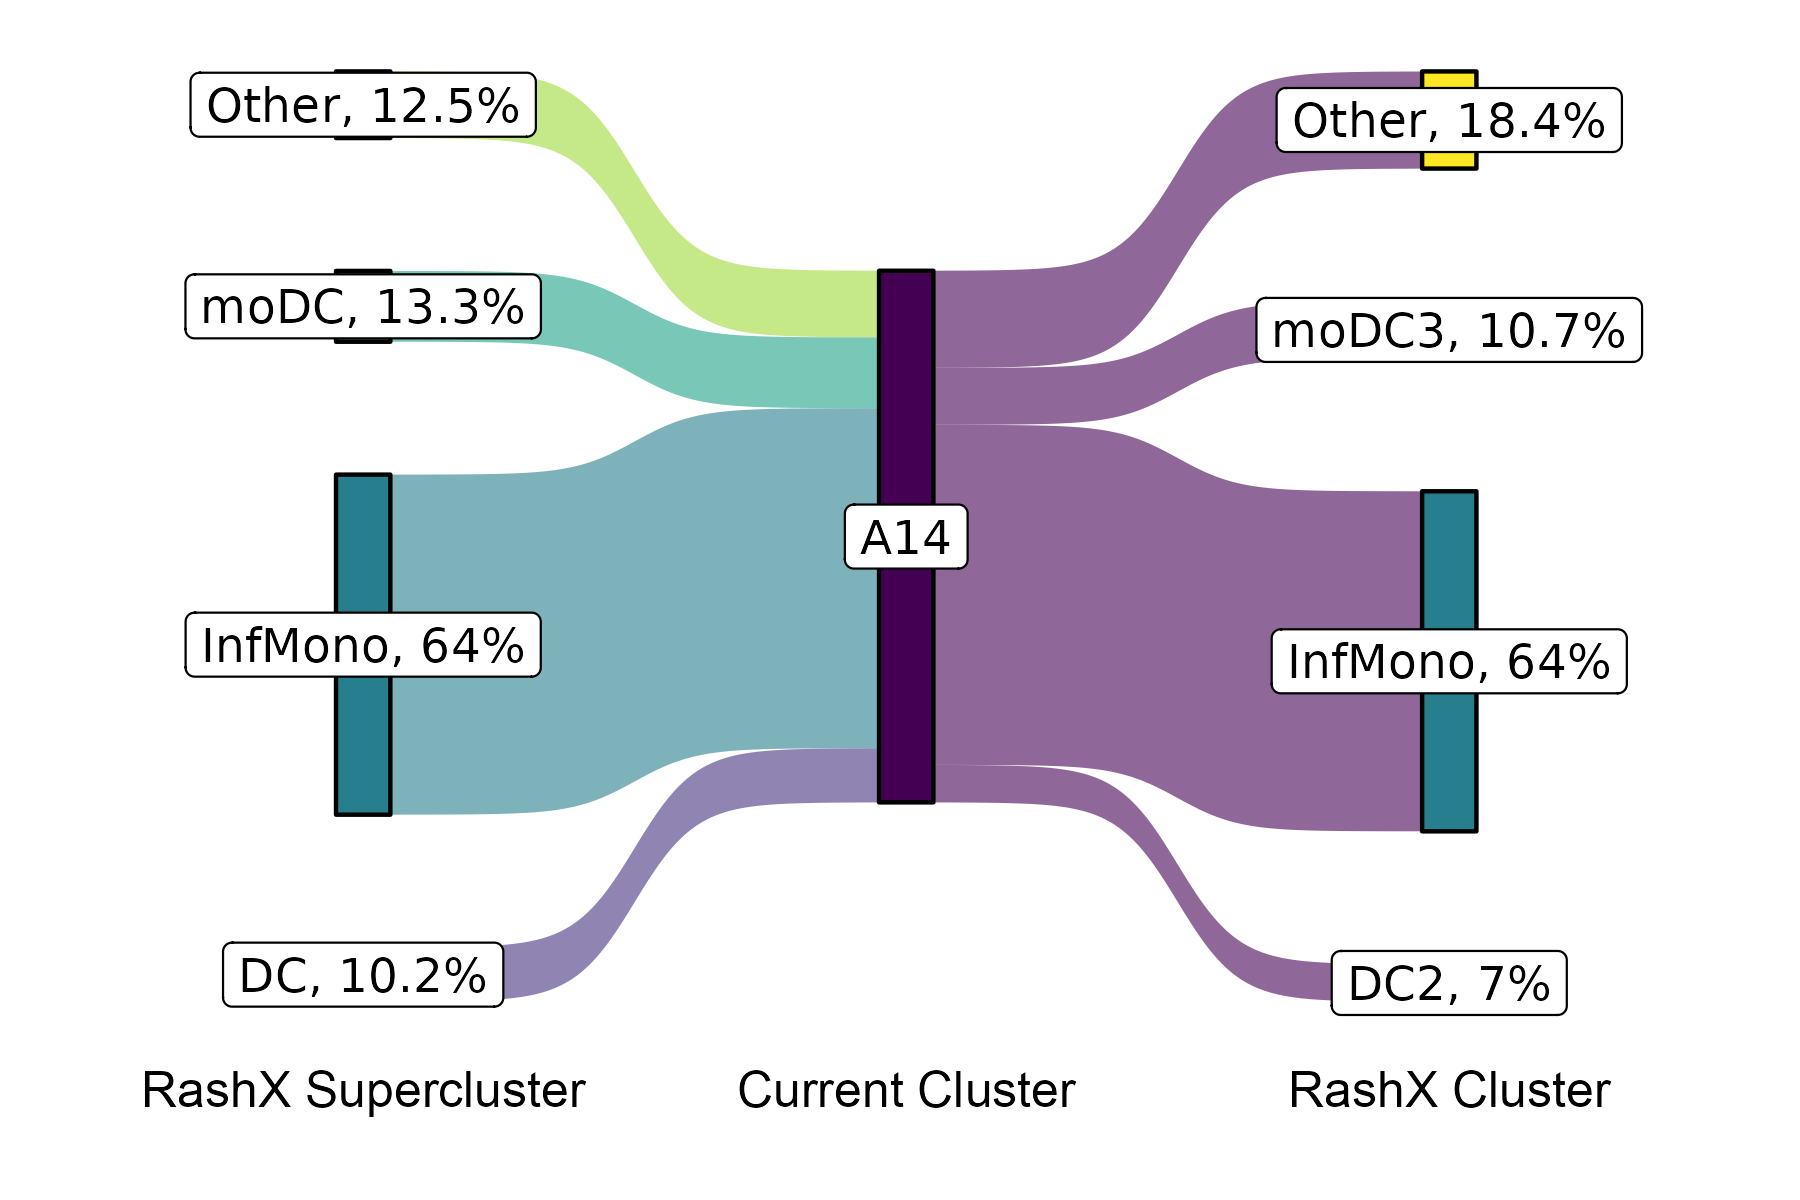 Other, 12.5%
moDC, 13.3%
InfMono, 64%
DC, 10.2%
A14
Other, 18.4%
moDC3, 10.7%
InfMono, 64%
DC2, 7%
RashX Supercluster
Current Cluster
RashX Cluster